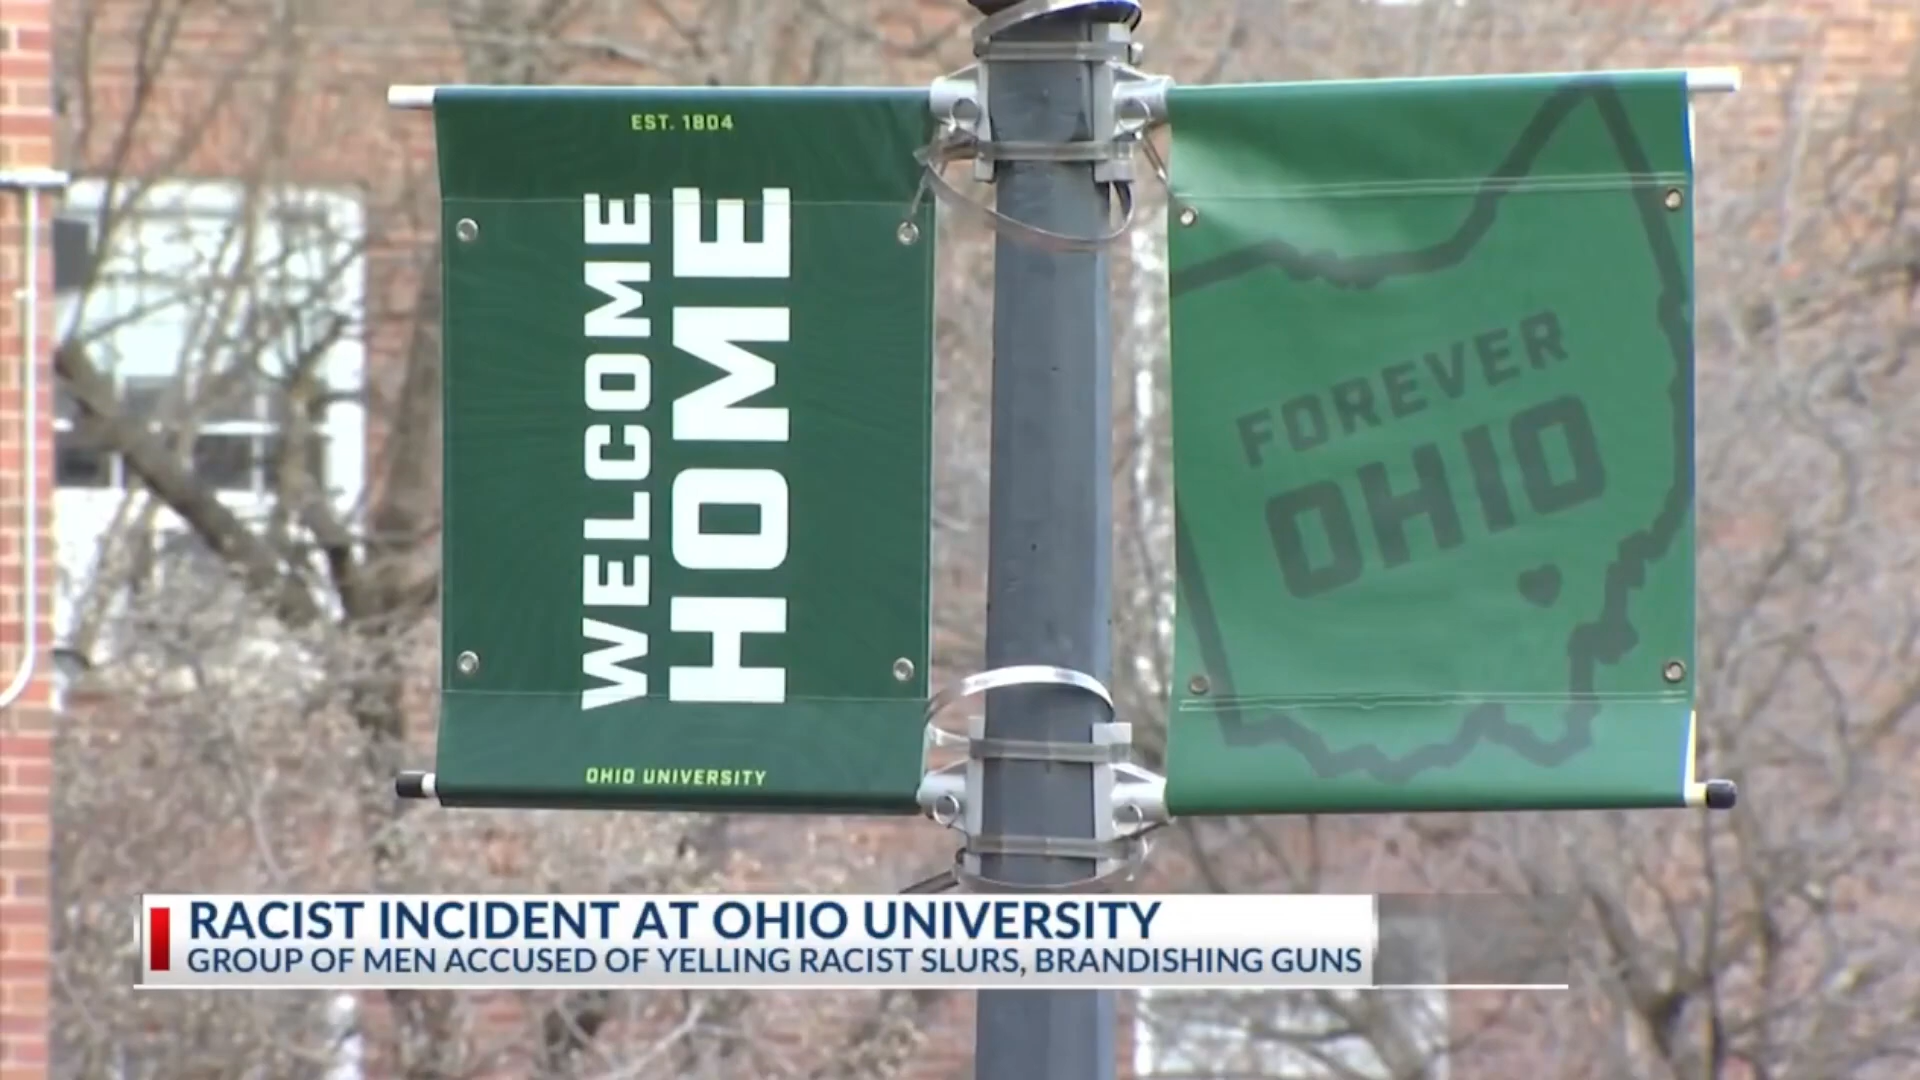 EST. 1804
WELCOME
HOME
OHIO UNIVERSITY
FOREVER
OHIO
RACIST INCIDENT AT OHIO UNIVERSITY
GROUP OF MEN ACCUSED OF YELLING RACIST SLURS, BRANDISHING GUNS